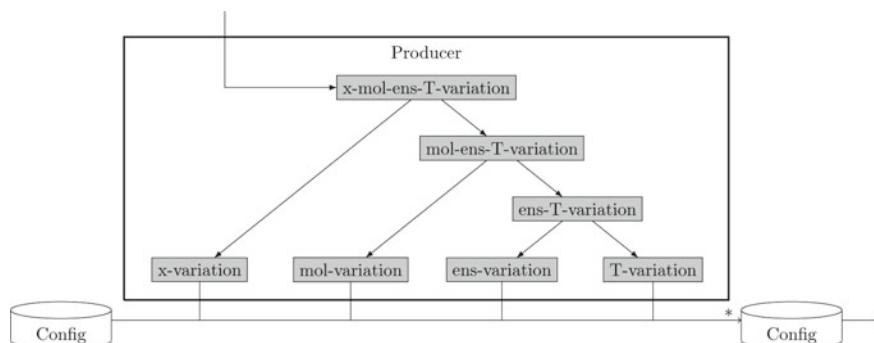 Producer
x-mol-ens-T-variation
mol-ens-T-variation
ens-T-variation
x-variation mol-variation ens-variation T-variation
*
Config Config